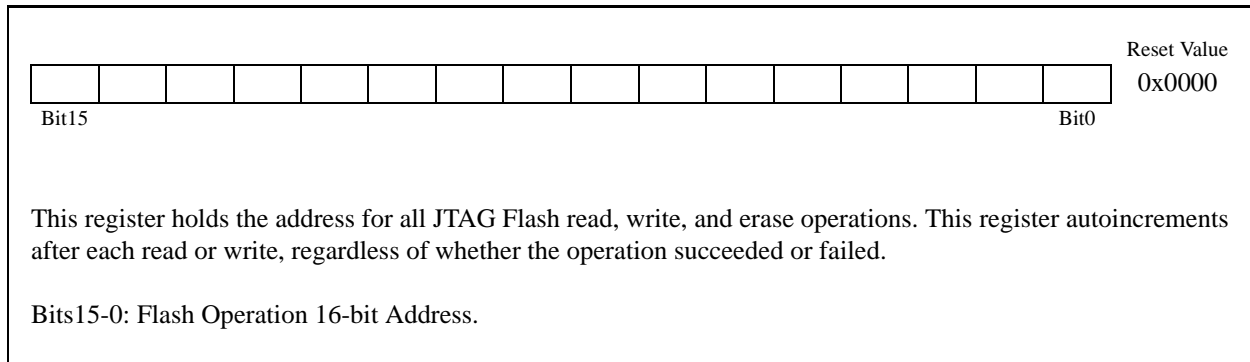 Reset Value
0x0000
Bit15 Bit0
This register holds the address for all JTAG Flash read, write, and erase operations. This register autoincrements
after each read or write, regardless of whether the operation succeeded or failed.
Bits15-0: Flash Operation 16-bit Address.